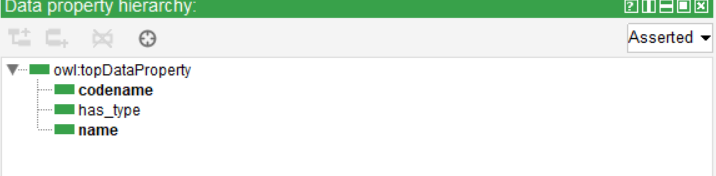 Data property hierarchy:
Asserted
owl:topDataProperty
codename
has_type
name